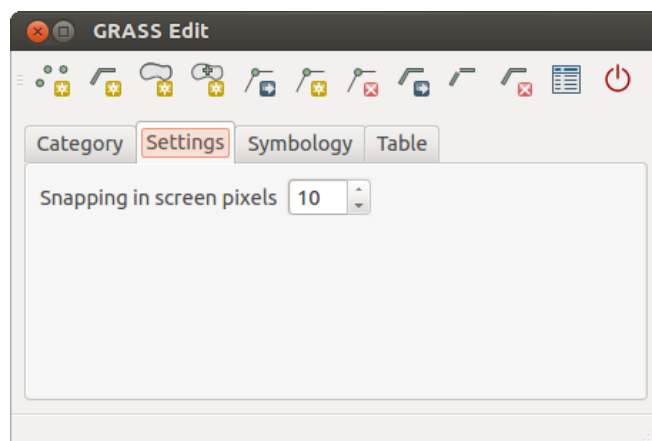 GRASS Edit
Category Settings Symbology Table
Snapping in screen pixels 10